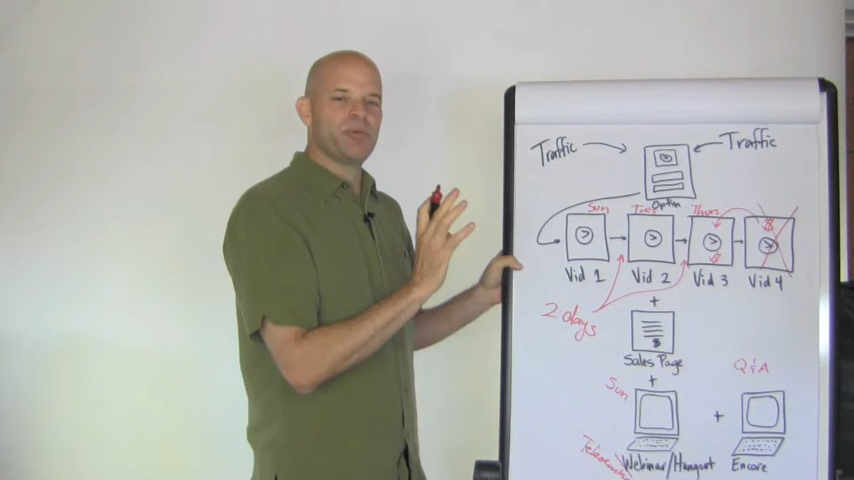 Traffic Traffic
Optin
Sun Tues Thurs
$
$
Vid 1 Vid 2 Vid 3 Vid 4
2 days
+
$
Sales Page
+
Sun Q&A
+
Webinar/Hangout Encore